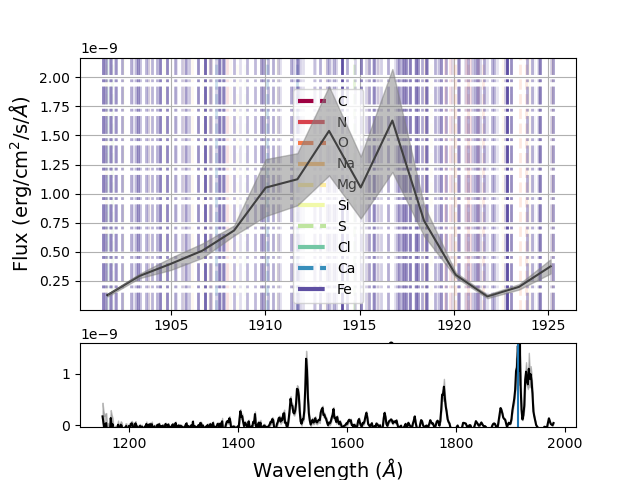 1e−9
2.00
1.75
1.50
1.25
1.00
0.75
0.50
0.25
Flux (erg/cm²/s/Å)
C
N
O
Na
Mg
Si
S
Cl
Ca
Fe
1905 1910 1915 1920 1925
1e−9
1
0
1200 1400 1600 1800 2000
Wavelength (Å)